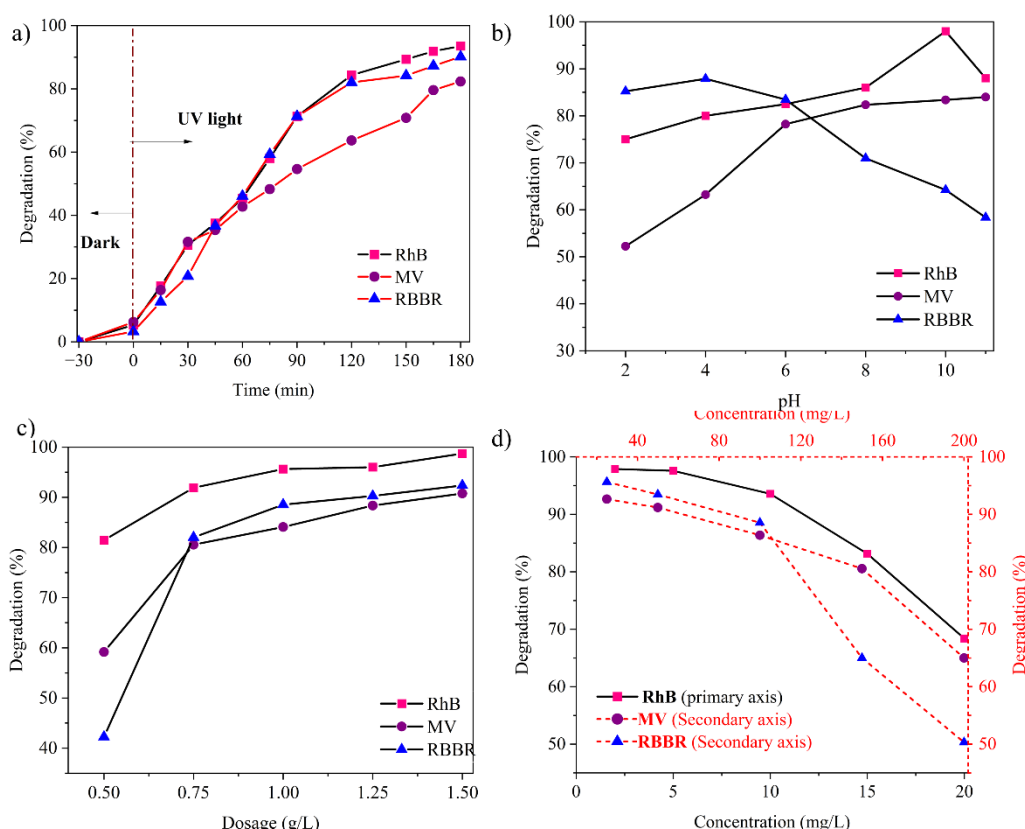 a)
Degradation (%)
100
80
60
40
20
0
UV light
Dark
RhB
MV
RBBR
−30 0 30 60 90 120 150 180
Time (min)
b)
Degradation (%)
100
90
80
70
60
50
40
30
RhB
MV
RBBR
2 4 6 8 10
pH
c)
Degradation (%)
100
90
80
70
60
50
40
RhB
MV
RBBR
0.50 0.75 1.00 1.25 1.50
Dosage (g/L)
d)
Concentration (mg/L)
40 80 120 160 200
Degradation (%)
100
90
80
70
60
50
100
90
80
70
60
50
Degradation (%)
RhB (primary axis)
MV (Secondary axis)
RBBR (Secondary axis)
0 5 10 15 20
Concentration (mg/L)